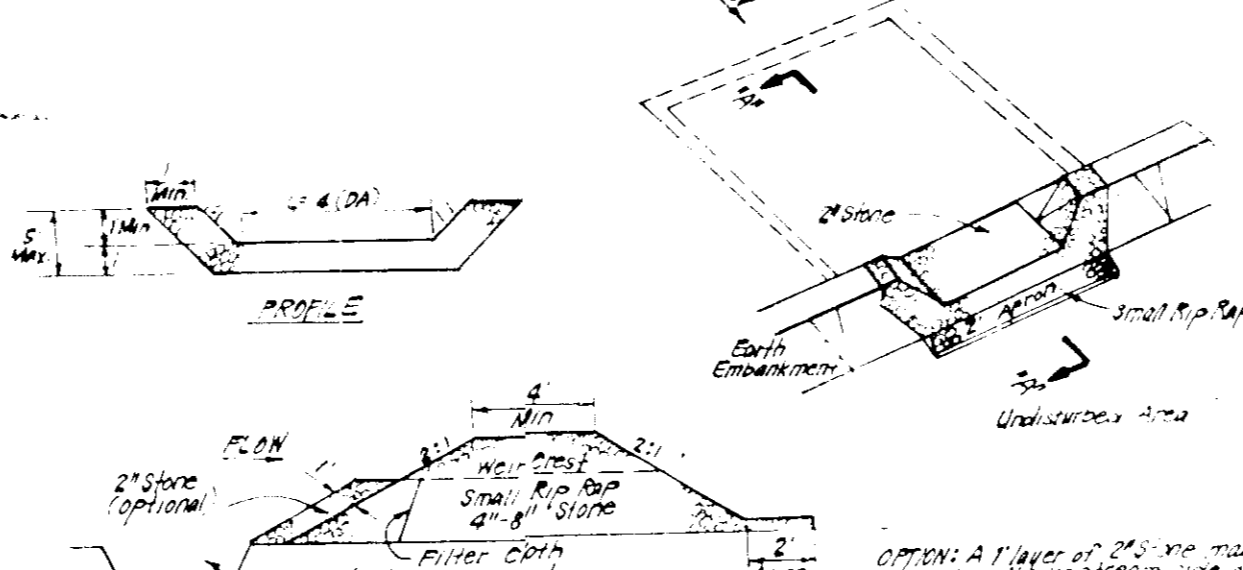 Min.
4 (DA)
1 Min
5
MAX.
PROFILE
2" Stone
Apron
Small Rip Rap
Earth
Embankment
Undisturbed Area
4'
Min
FLOW
2:1
2:1
1'
2" Stone
(optional)
Weir Crest
Small Rip Rap
4"-8" Stone
Filter Cloth
2'
OPTION: A 1' layer of 2" Stone